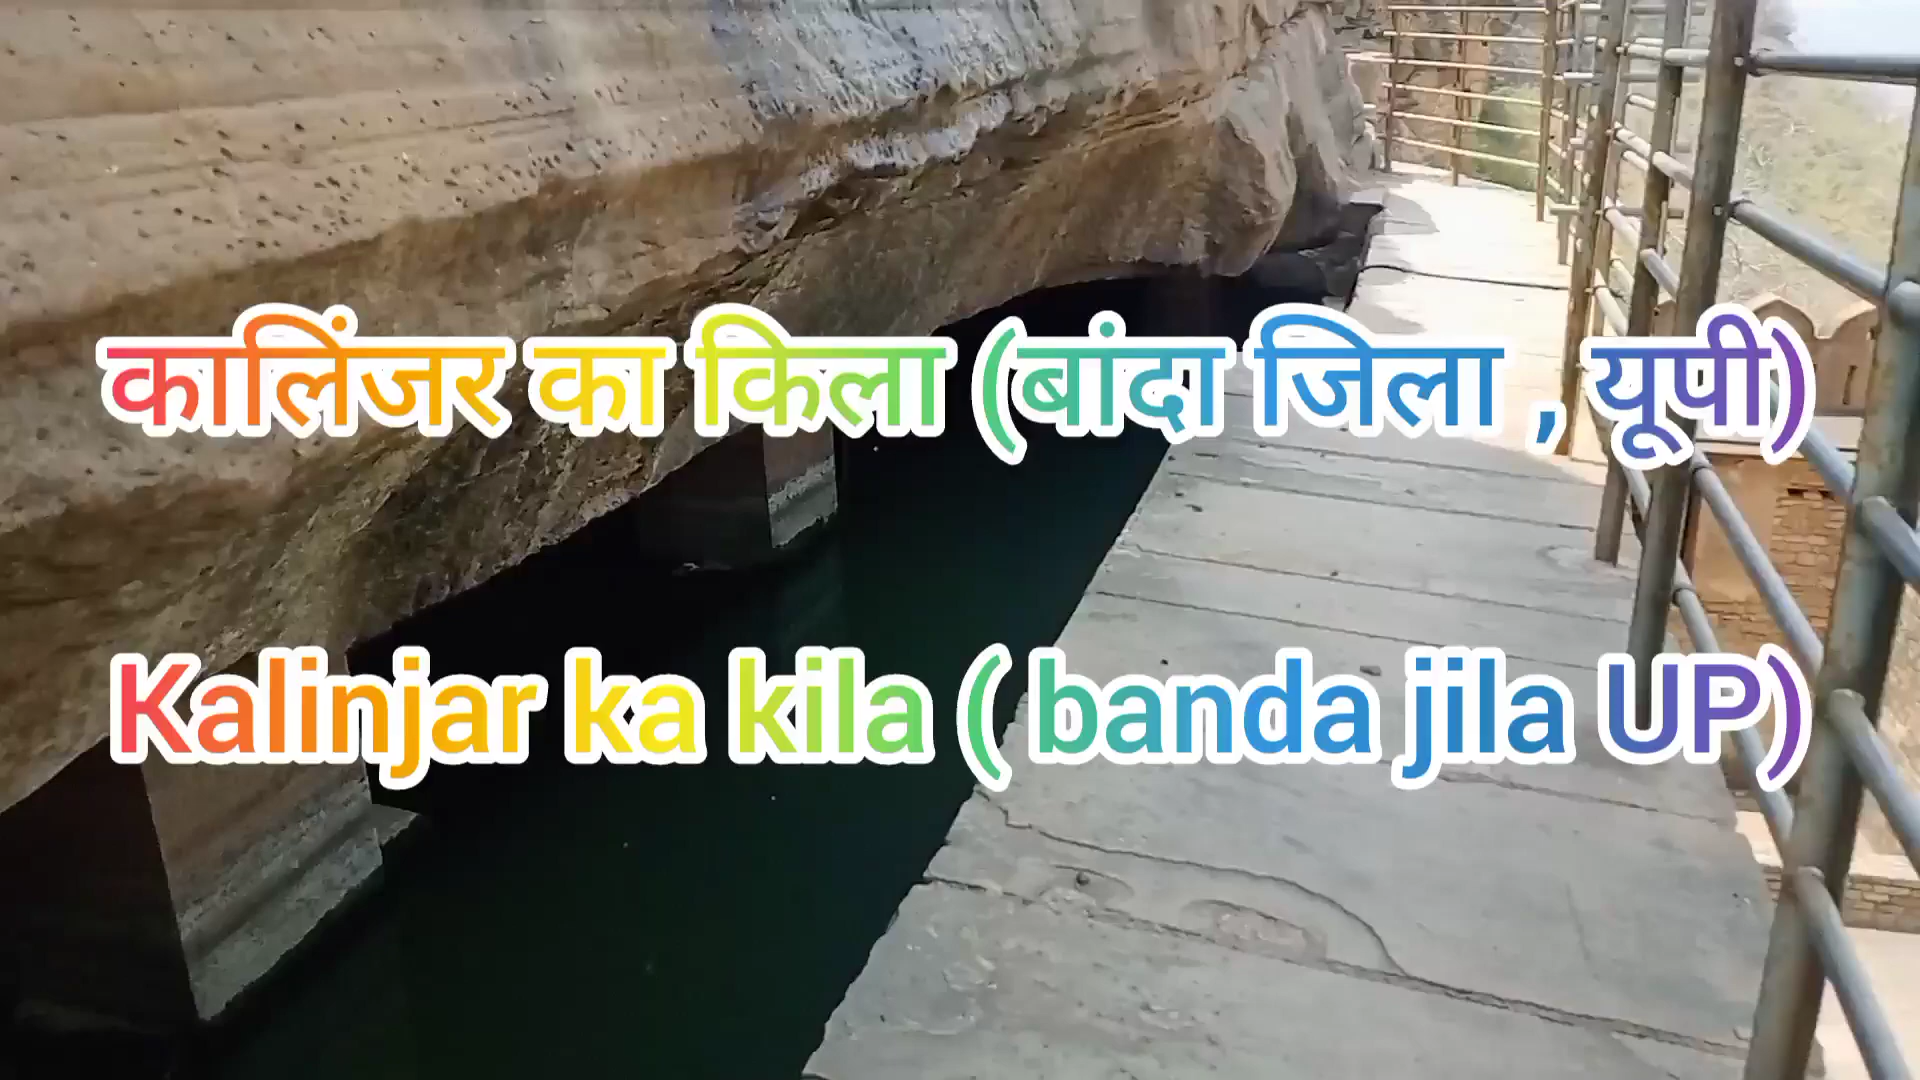 कालिंजर का किला (बांदा जिला , यूपी)
Kalinjar ka kila ( banda jila UP)